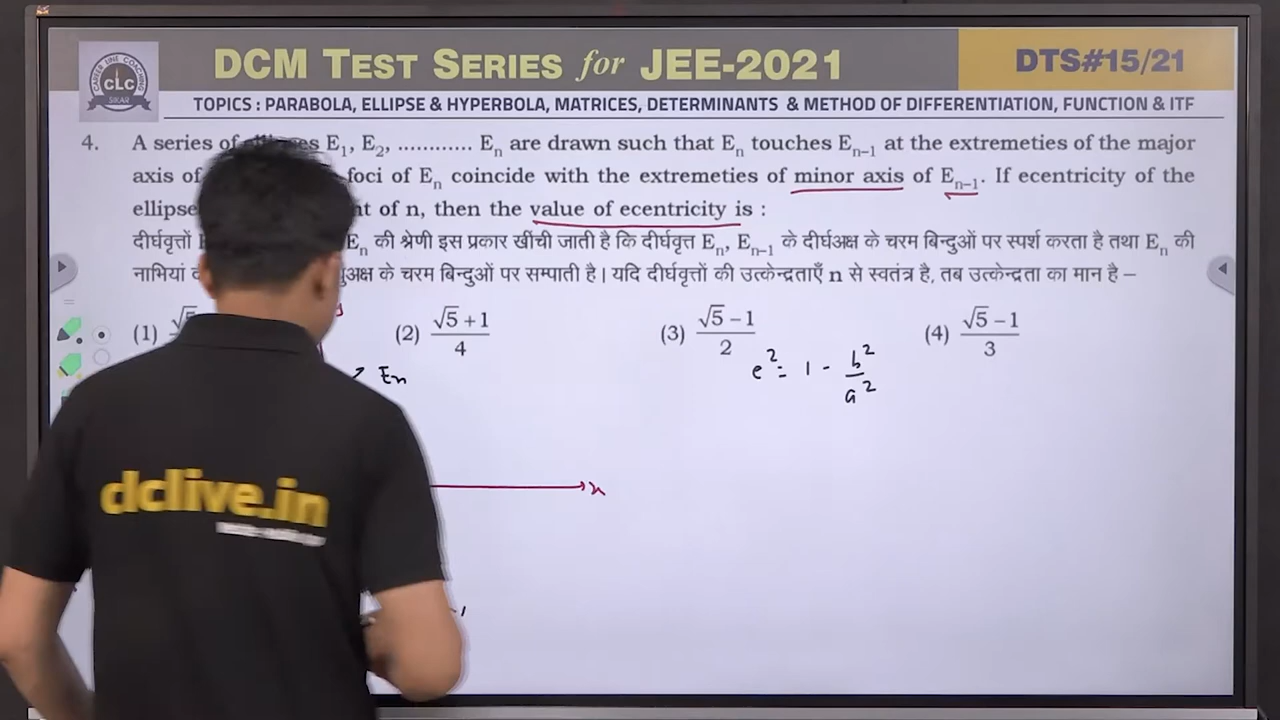 DCM TEST SERIES for JEE-2021
DTS#15/21
CAREER LINE COACHING
CLC
SIKAR
TOPICS : PARABOLA, ELLIPSE & HYPERBOLA, MATRICES, DETERMINANTS & METHOD OF DIFFERENTIATION, FUNCTION & ITF
4. A series of E₁, E₂, ............ Eₙ are drawn such that Eₙ touches Eₙ₋₁ at the extremeties of the major
axis of foci of Eₙ coincide with the extremeties of minor axis of Eₙ₋₁. If ecentricity of the
ellipse of n, then the value of ecentricity is :
दीर्घवृत्तों Eₙ की श्रेणी इस प्रकार खींची जाती है कि दीर्घवृत्त Eₙ, Eₙ₋₁ के दीर्घअक्ष के चरम बिन्दुओं पर स्पर्श करता है तथा Eₙ की
नाभियां के चरम बिन्दुओं पर सम्पाती है। यदि दीर्घवृत्तों की उत्केन्द्रताएँ n से स्वतंत्र है, तब उत्केन्द्रता का मान है –
(1) (2) (√5 + 1)/4 (3) (√5 – 1)/2 (4) (√5 – 1)/3
e² = 1 - b²/a²
Eₙ
x
dclive.in